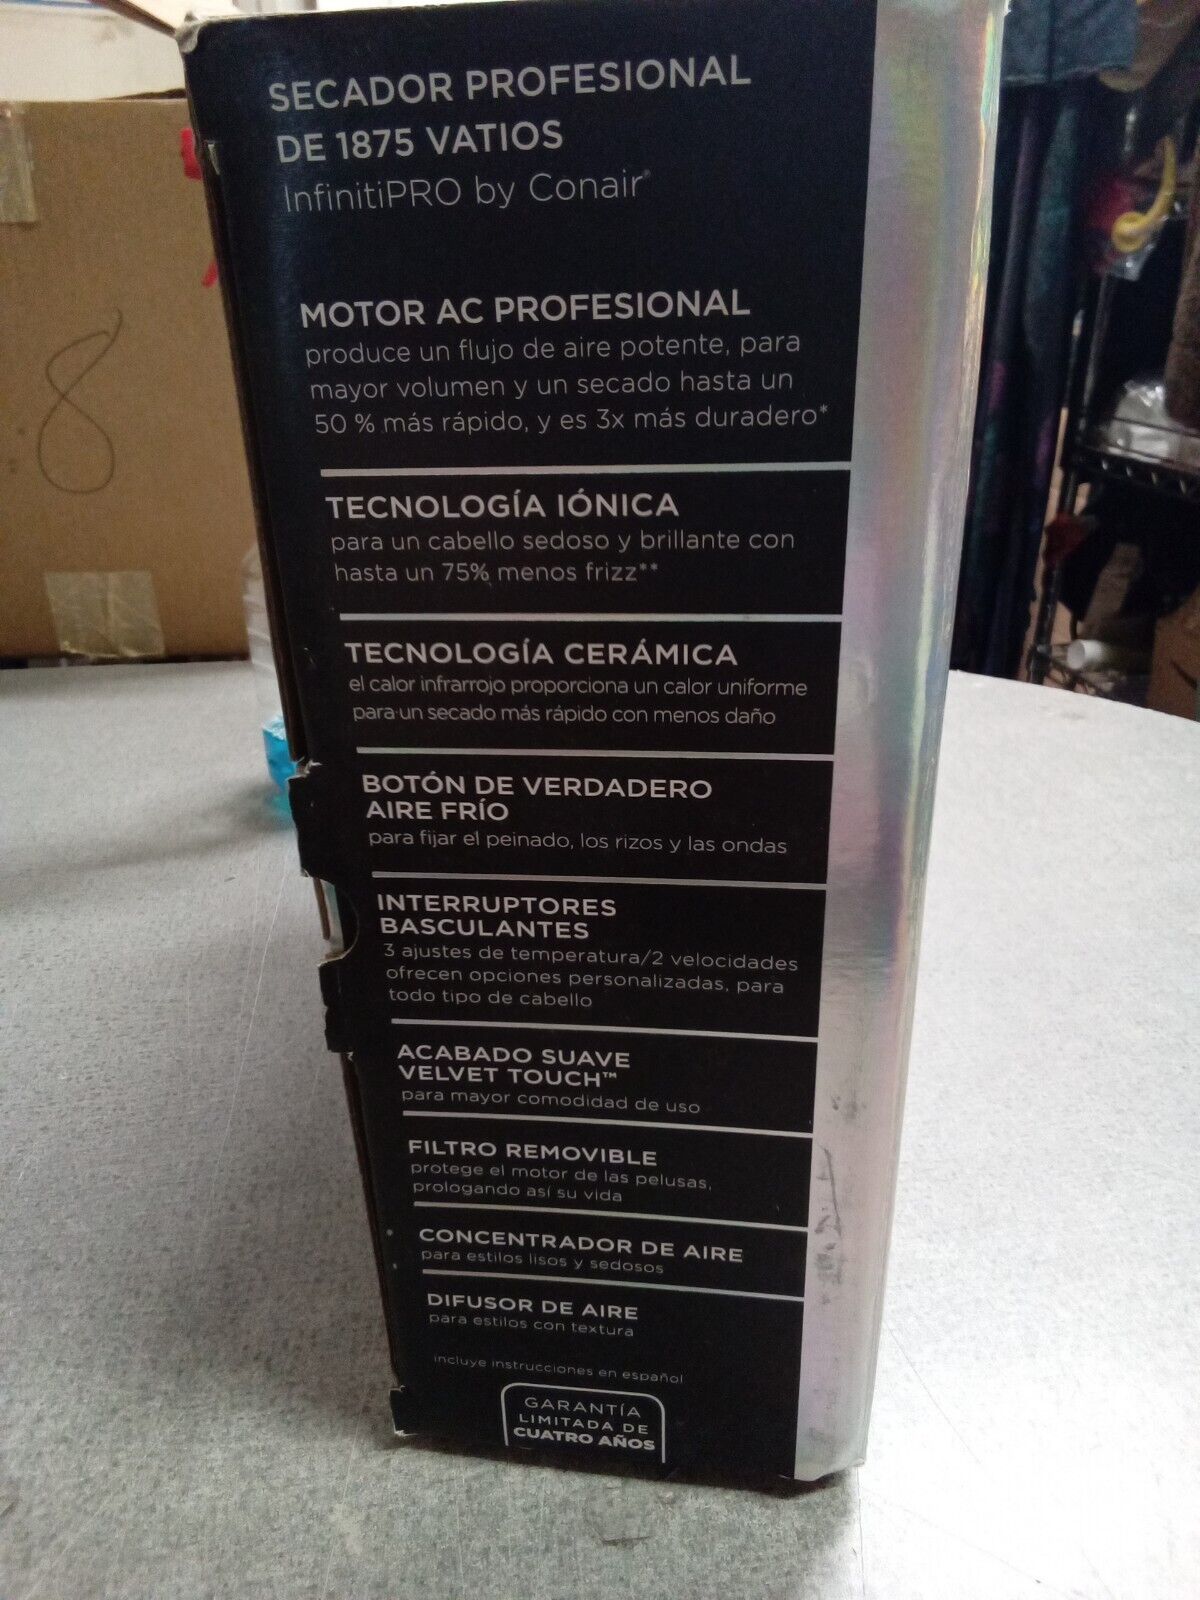 SECADOR PROFESIONAL
DE 1875 VATIOS
InfinitiPRO by Conair®
MOTOR AC PROFESIONAL
produce un flujo de aire potente, para
mayor volumen y un secado hasta un
50 % más rápido, y es 3x más duradero*
TECNOLOGÍA IÓNICA
para un cabello sedoso y brillante con
hasta un 75% menos frizz**
TECNOLOGÍA CERÁMICA
el calor infrarrojo proporciona un calor uniforme
para un secado más rápido con menos daño
BOTÓN DE VERDADERO
AIRE FRÍO
para fijar el peinado, los rizos y las ondas
INTERRUPTORES
BASCULANTES
3 ajustes de temperatura/2 velocidades
ofrecen opciones personalizadas, para
todo tipo de cabello
ACABADO SUAVE
VELVET TOUCH™
para mayor comodidad de uso
FILTRO REMOVIBLE
protege el motor de las pelusas,
prologando así su vida
CONCENTRADOR DE AIRE
para estilos lisos y sedosos
DIFUSOR DE AIRE
para estilos con textura
incluye instrucciones en español
GARANTÍA
LIMITADA DE
CUATRO AÑOS
8